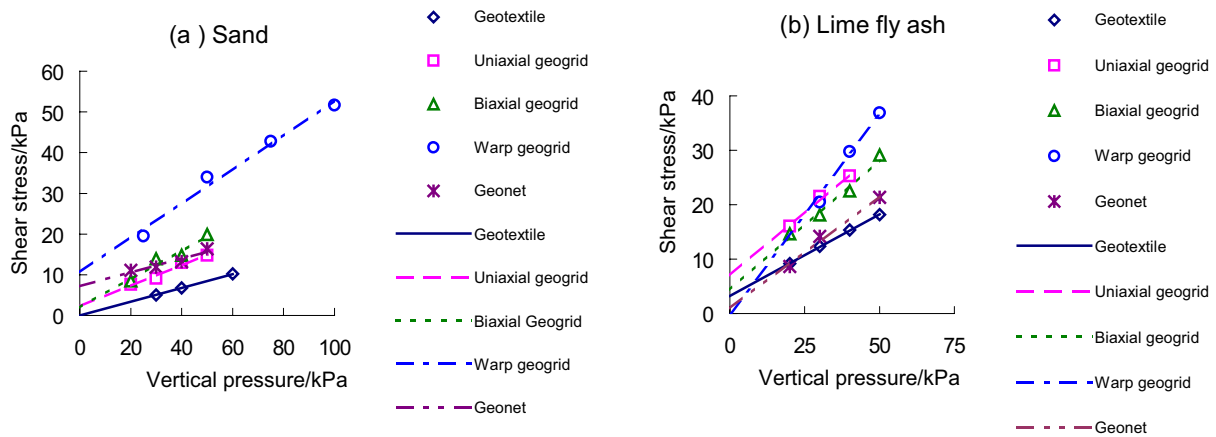 (a ) Sand
Shear stress/kPa
60
50
40
30
20
10
0
0 20 40 60 80 100
Vertical pressure/kPa
Geotextile
Uniaxial geogrid
Biaxial geogrid
Warp geogrid
Geonet
Geotextile
Uniaxial geogrid
Biaxial Geogrid
Warp geogrid
Geonet
(b) Lime fly ash
Shear stress/kPa
40
30
20
10
0
0 25 50 75
Vertical pressure/kPa
Geotextile
Uniaxial geogrid
Biaxial geogrid
Warp geogrid
Geonet
Geotextile
Uniaxial geogrid
Biaxial geogrid
Warp geogrid
Geonet